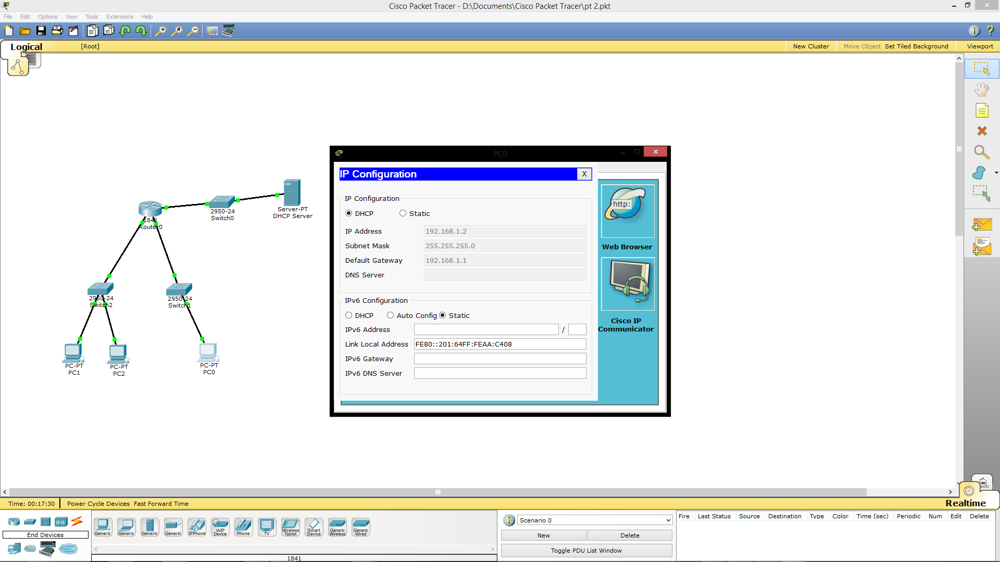 Cisco Packet Tracer - D:\Documents\Cisco Packet Tracer\pt 2.pkt
File Edit Options View Tools Extensions Help
Logical [Root] New Cluster Move Object Set Tiled Background Viewport
Server-PT
DHCP Server
2950-24
Switch0
1841
Router0
2950-24
Switch2
2950-24
Switch1
PC-PT
PC1
PC-PT
PC2
PC-PT
PC0
PC0
IP Configuration X
IP Configuration
DHCP Static
IP Address 192.168.1.2
Subnet Mask 255.255.255.0
Default Gateway 192.168.1.1
DNS Server
IPv6 Configuration
DHCP Auto Config Static
IPv6 Address /
Link Local Address FE80::201:64FF:FEAA:C408
IPv6 Gateway
IPv6 DNS Server
http:
Web Browser
Cisco IP
Communicator
Time: 00:17:30 Power Cycle Devices Fast Forward Time Realtime
End Devices
Generic Generic Generic Generic IPPhone VoIP Device Phone TV Wireless Tablet Smart Device Generic Wireless Generic Wired
1841
Scenario 0
New Delete
Toggle PDU List Window
Fire Last Status Source Destination Type Color Time (sec) Periodic Num Edit Delete